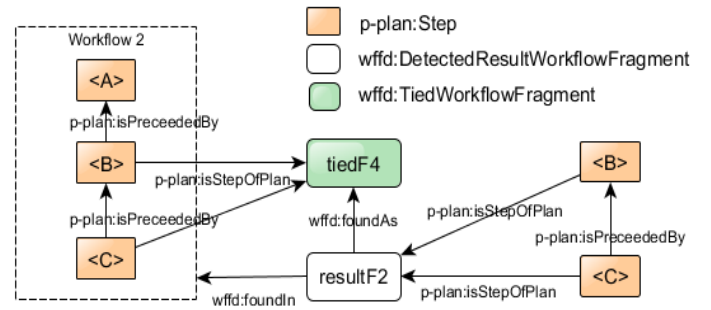 Workflow 2
p-plan:Step
wffd:DetectedResultWorkflowFragment
wffd:TiedWorkflowFragment
<A>
p-plan:isPreceededBy
<B>
p-plan:isStepOfPlan
tiedF4
<B>
p-plan:isPreceededBy
wffd:foundAs
p-plan:isStepOfPlan
p-plan:isPreceededBy
<C>
resultF2
<C>
wffd:foundIn
p-plan:isStepOfPlan